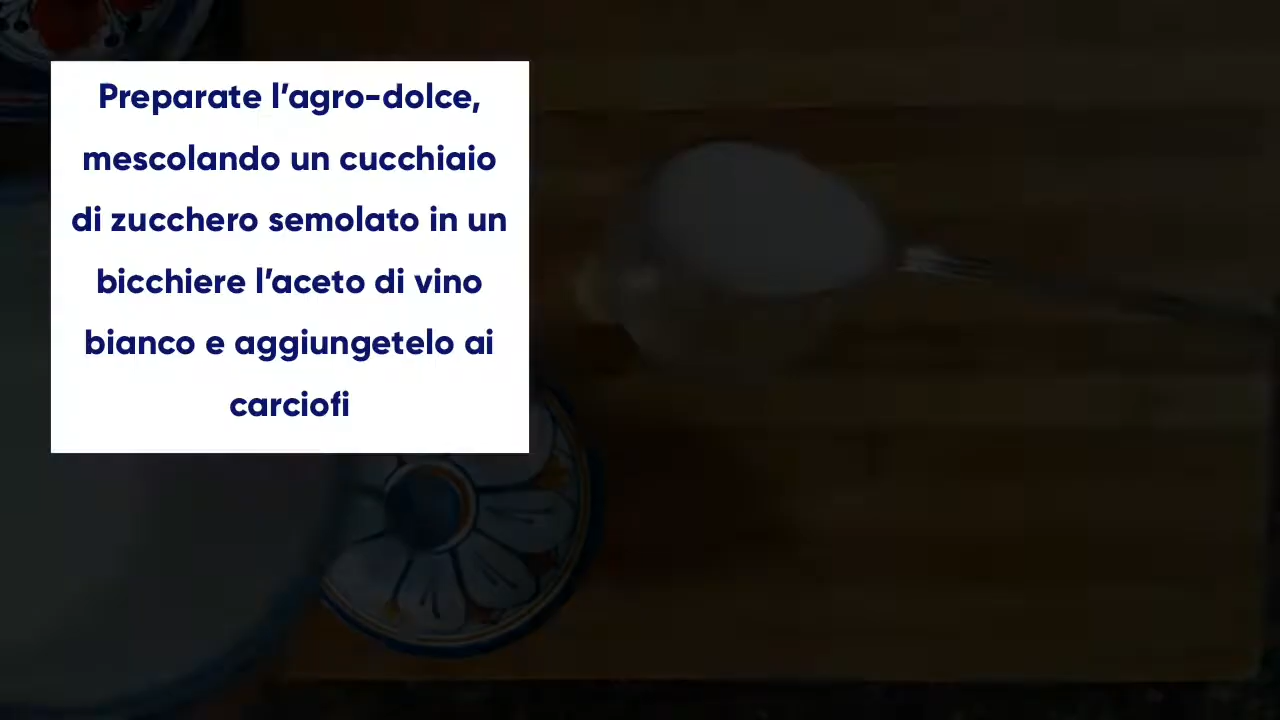 Preparate l’agro-dolce,
mescolando un cucchiaio
di zucchero semolato in un
bicchiere l’aceto di vino
bianco e aggiungetelo ai
carciofi